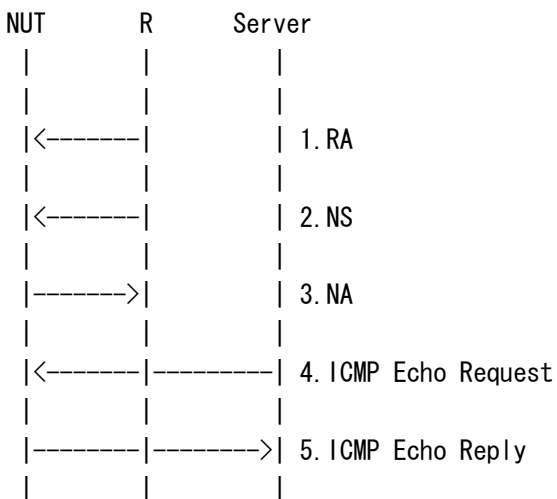 NUT R Server
1.RA
2.NS
3.NA
4.ICMP Echo Request
5.ICMP Echo Reply